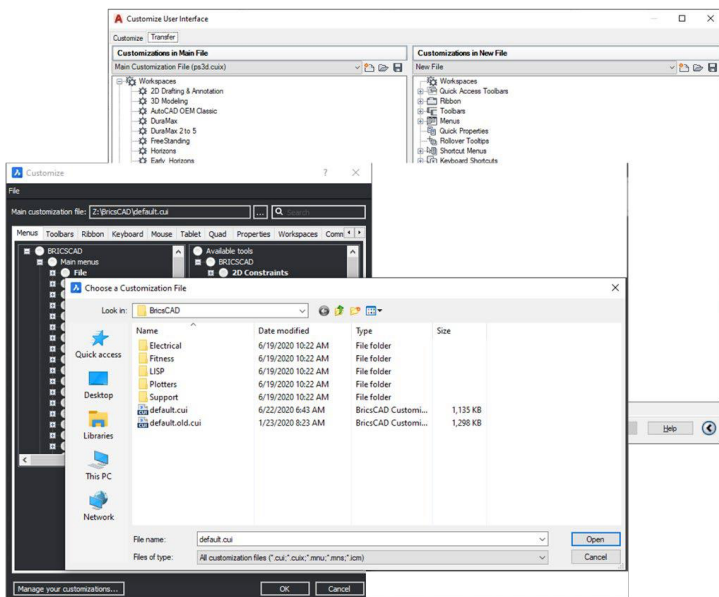 Customize User Interface
Customize Transfer
Customizations in Main File
Customizations in New File
Main Customization File (ps3d.cuix)
New File
Workspaces
2D Drafting & Annotation
3D Modeling
AutoCAD OEM Classic
DuraMax
DuraMax 2 to 5
FreeStanding
Horizons
Early_Horizons
Workspaces
Quick Access Toolbars
Ribbon
Toolbars
Menus
Quick Properties
Rollover Tooltips
Shortcut Menus
Keyboard Shortcuts
Help
Customize
File
Main customization file: Z:\BricsCAD\default.cui ... Search
Menus Toolbars Ribbon Keyboard Mouse Tablet Quad Properties Workspaces
BRICSCAD
Main menus
File
Available tools
BRICSCAD
2D Constraints
Choose a Customization File
Look in: BricsCAD
Quick access
Desktop
Libraries
This PC
Network
Name Date modified Type Size
Electrical 6/19/2020 10:22 AM File folder
Fitness 6/19/2020 10:22 AM File folder
LISP 6/19/2020 10:22 AM File folder
Plotters 6/19/2020 10:22 AM File folder
Support 6/19/2020 10:22 AM File folder
default.cui 6/22/2020 6:43 AM BricsCAD Customi... 1,135 KB
default.old.cui 1/23/2020 8:23 AM BricsCAD Customi... 1,298 KB
File name: default.cui Open
Files of type: All customization files (*.cui;*.cuix;*.mnu;*.mns;*.icm) Cancel
Manage your customizations... OK Cancel